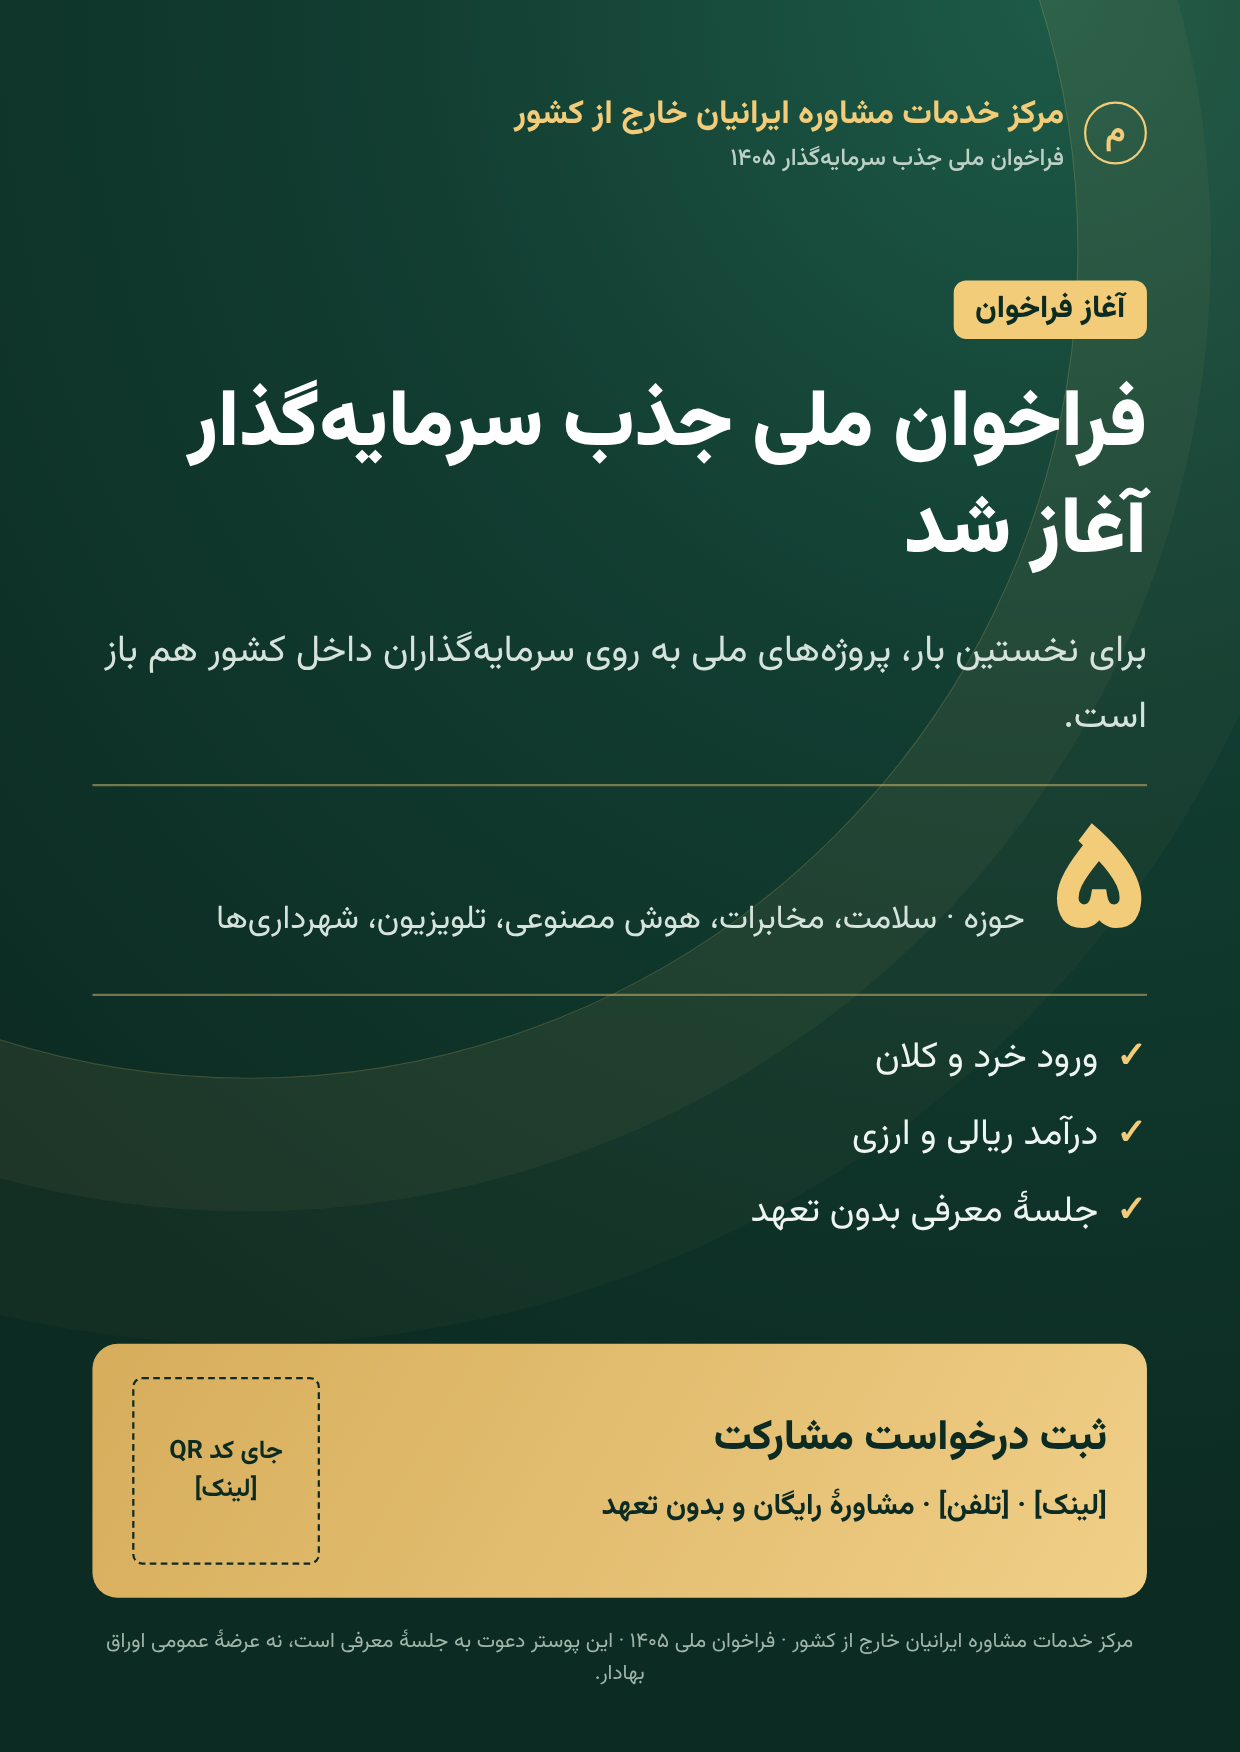 م
مرکز خدمات مشاوره ایرانیان خارج از کشور
فراخوان ملی جذب سرمایه‌گذار ۱۴۰۵
آغاز فراخوان
فراخوان ملی جذب سرمایه‌گذار
آغاز شد
برای نخستین بار، پروژه‌های ملی به روی سرمایه‌گذاران داخل کشور هم باز
است.
۵
حوزه · سلامت، مخابرات، هوش مصنوعی، تلویزیون، شهرداری‌ها
✓ ورود خرد و کلان
✓ درآمد ریالی و ارزی
✓ جلسهٔ معرفی بدون تعهد
ثبت درخواست مشارکت
[لینک] · [تلفن] · مشاورهٔ رایگان و بدون تعهد
جای کد QR
[لینک]
مرکز خدمات مشاوره ایرانیان خارج از کشور · فراخوان ملی ۱۴۰۵ · این پوستر دعوت به جلسهٔ معرفی است، نه عرضهٔ عمومی اوراق
بهادار.